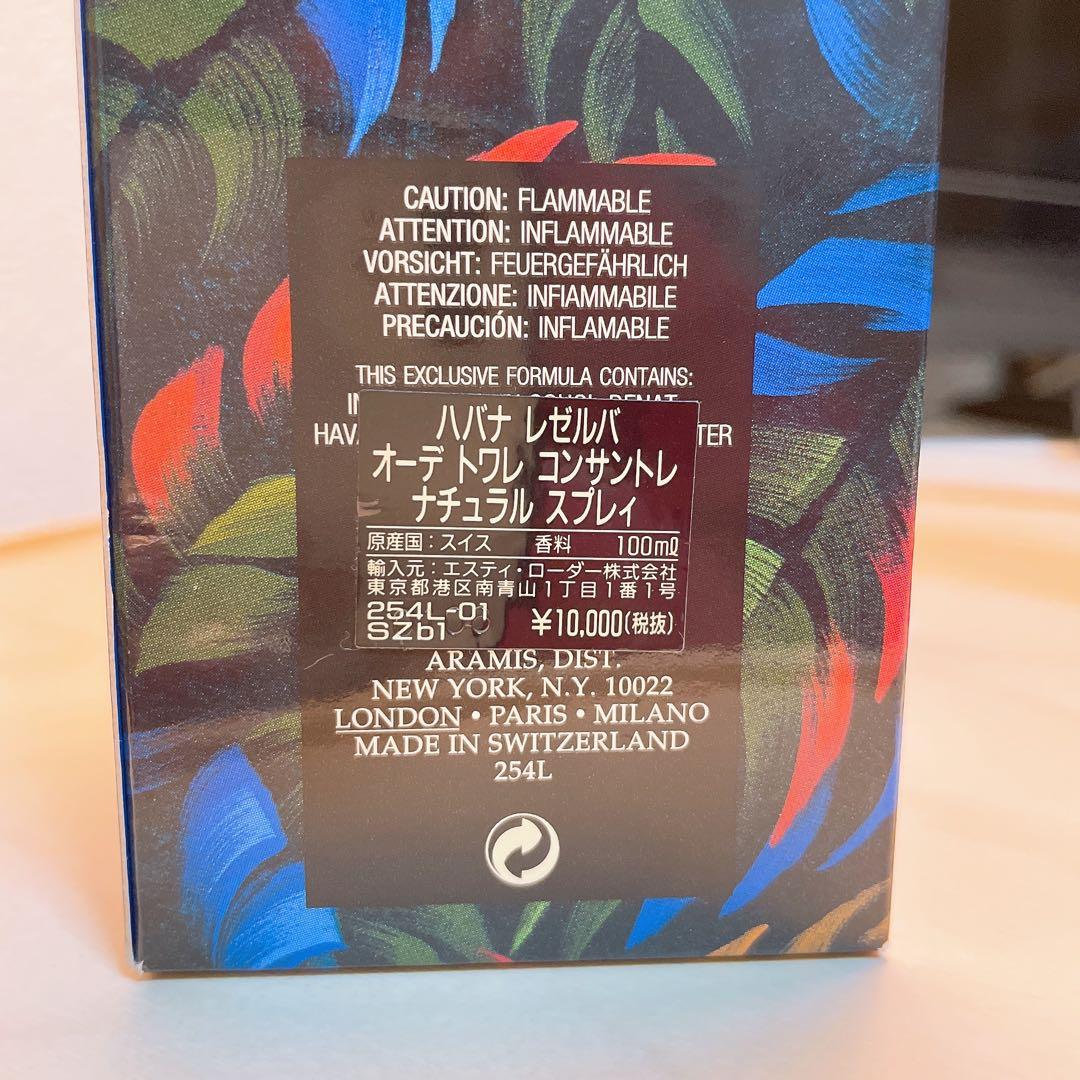 CAUTION: FLAMMABLE
ATTENTION: INFLAMMABLE
VORSICHT: FEUERGEFÄHRLICH
ATTENZIONE: INFIAMMABILE
PRECAUCIÓN: INFLAMABLE
THIS EXCLUSIVE FORMULA CONTAINS:
ハバナ レゼルバ
オーデ トワレ コンサントレ
ナチュラル スプレィ
原産国:スイス 香料 100ml
輸入元:エスティ・ローダー株式会社
東京都港区南青山1丁目1番1号
254L-01
SZb1 ¥10,000(税抜)
ARAMIS, DIST.
NEW YORK, N.Y. 10022
LONDON • PARIS • MILANO
MADE IN SWITZERLAND
254L